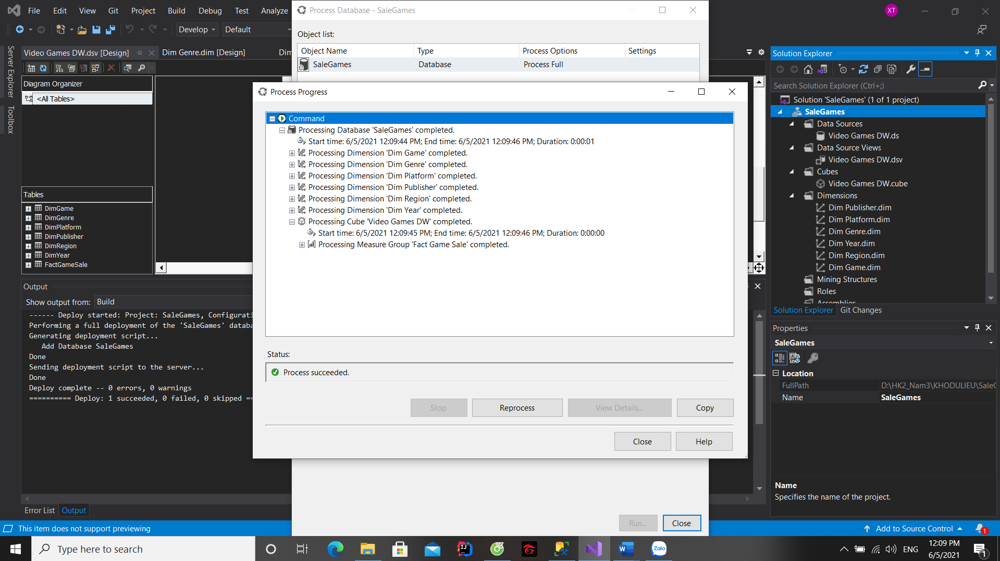 File Edit View Git Project Build Debug Test Analyze
Process Database - SaleGames
XT
Develop Default
Object list:
Server Explorer
Toolbox
Video Games DW.dsv [Design] Dim Genre.dim [Design] Dim
Object Name Type Process Options Settings
SaleGames Database Process Full
Diagram Organizer
<All Tables>
Tables
DimGame
DimGenre
DimPlatform
DimPublisher
DimRegion
DimYear
FactGameSale
Process Progress
Command
Processing Database 'SaleGames' completed.
Start time: 6/5/2021 12:09:44 PM; End time: 6/5/2021 12:09:46 PM; Duration: 0:00:01
Processing Dimension 'Dim Game' completed.
Processing Dimension 'Dim Genre' completed.
Processing Dimension 'Dim Platform' completed.
Processing Dimension 'Dim Publisher' completed.
Processing Dimension 'Dim Region' completed.
Processing Dimension 'Dim Year' completed.
Processing Cube 'Video Games DW' completed.
Start time: 6/5/2021 12:09:45 PM; End time: 6/5/2021 12:09:46 PM; Duration: 0:00:00
Processing Measure Group 'Fact Game Sale' completed.
Status:
Process succeeded.
Stop Reprocess View Details... Copy
Close Help
Run... Close
Output
Show output from: Build
------ Deploy started: Project: SaleGames, Configurati
Performing a full deployment of the 'SaleGames' databa
Generating deployment script...
Add Database SaleGames
Done
Sending deployment script to the server...
Done
Deploy complete -- 0 errors, 0 warnings
========== Deploy: 1 succeeded, 0 failed, 0 skipped ==
Error List Output
Solution Explorer
Search Solution Explorer (Ctrl+;)
Solution 'SaleGames' (1 of 1 project)
SaleGames
Data Sources
Video Games DW.ds
Data Source Views
Video Games DW.dsv
Cubes
Video Games DW.cube
Dimensions
Dim Publisher.dim
Dim Platform.dim
Dim Genre.dim
Dim Year.dim
Dim Region.dim
Dim Game.dim
Mining Structures
Roles
Assemblies
Solution Explorer Git Changes
Properties
SaleGames
Location
FullPath D:\HK2_Nam3\KHODULIEU\SaleG
Name SaleGames
Name
Specifies the name of the project.
This item does not support previewing
Add to Source Control 1
Type here to search
Zalo
ENG
12:09 PM
6/5/2021
1